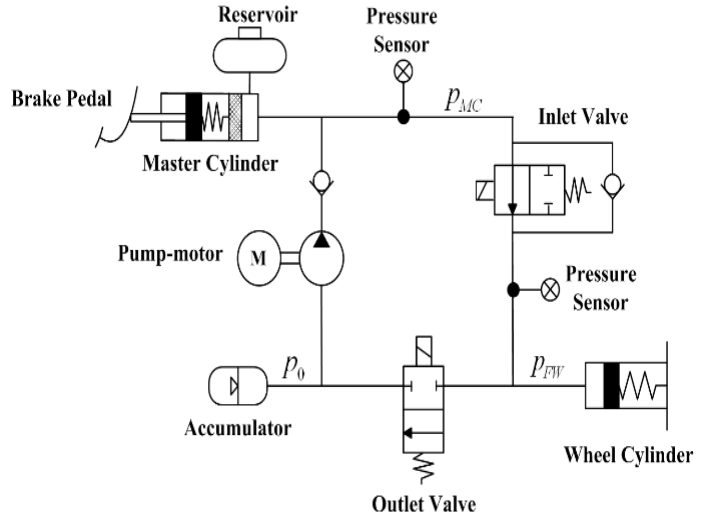 Reservoir
Pressure
Sensor
Brake Pedal
p_MC
Inlet Valve
Master Cylinder
Pump-motor
M
Pressure
Sensor
p_0
p_FW
Accumulator
Wheel Cylinder
Outlet Valve